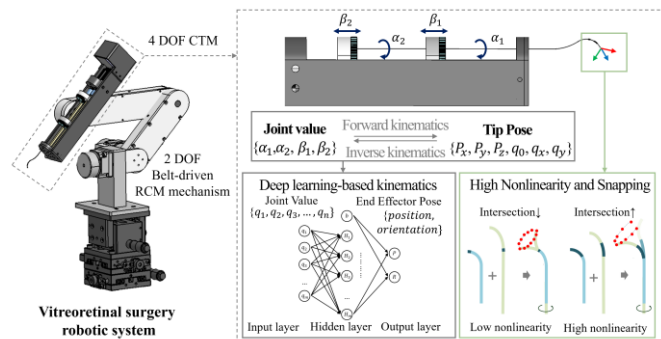 4 DOF CTM
2 DOF
Belt-driven
RCM mechanism
Vitreoretinal surgery
robotic system
β₂ β₁
α₂ α₁
Joint value
{α₁,α₂, β₁, β₂}
Forward kinematics
Inverse kinematics
Tip Pose
{Pₓ, Pᵧ, P_z, q₀, qₓ, qᵧ}
Deep learning-based kinematics
Joint Value
{q₁, q₂, q₃, ..., qₙ}
End Effector Pose
{position,
orientation}
Input layer Hidden layer Output layer
High Nonlinearity and Snapping
Intersection↓ Intersection↑
+ +
Low nonlinearity High nonlinearity